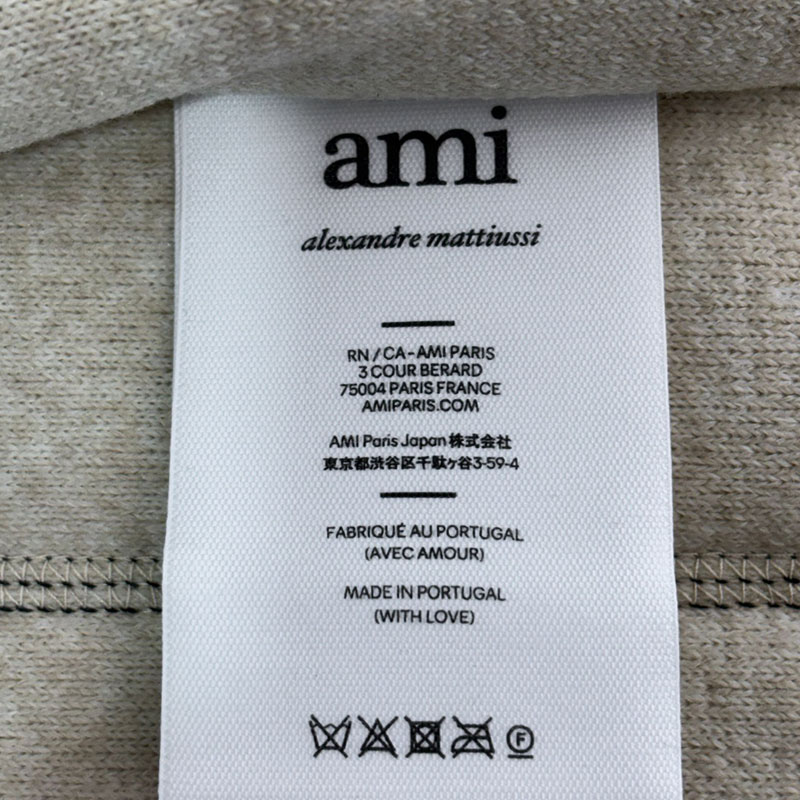 ami
alexandre mattiussi
RN / CA - AMI PARIS
3 COUR BERARD
75004 PARIS FRANCE
AMIPARIS.COM
AMI Paris Japan 株式会社
東京都渋谷区千駄ヶ谷3-59-4
FABRIQUÉ AU PORTUGAL
(AVEC AMOUR)
MADE IN PORTUGAL
(WITH LOVE)
F